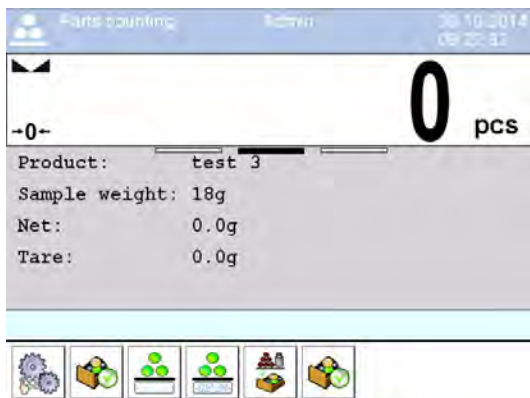 Parts counting Admin 30.10.2014
→0←
0 pcs
Product: test 3
Sample weight: 18g
Net: 0.0g
Tare: 0.0g